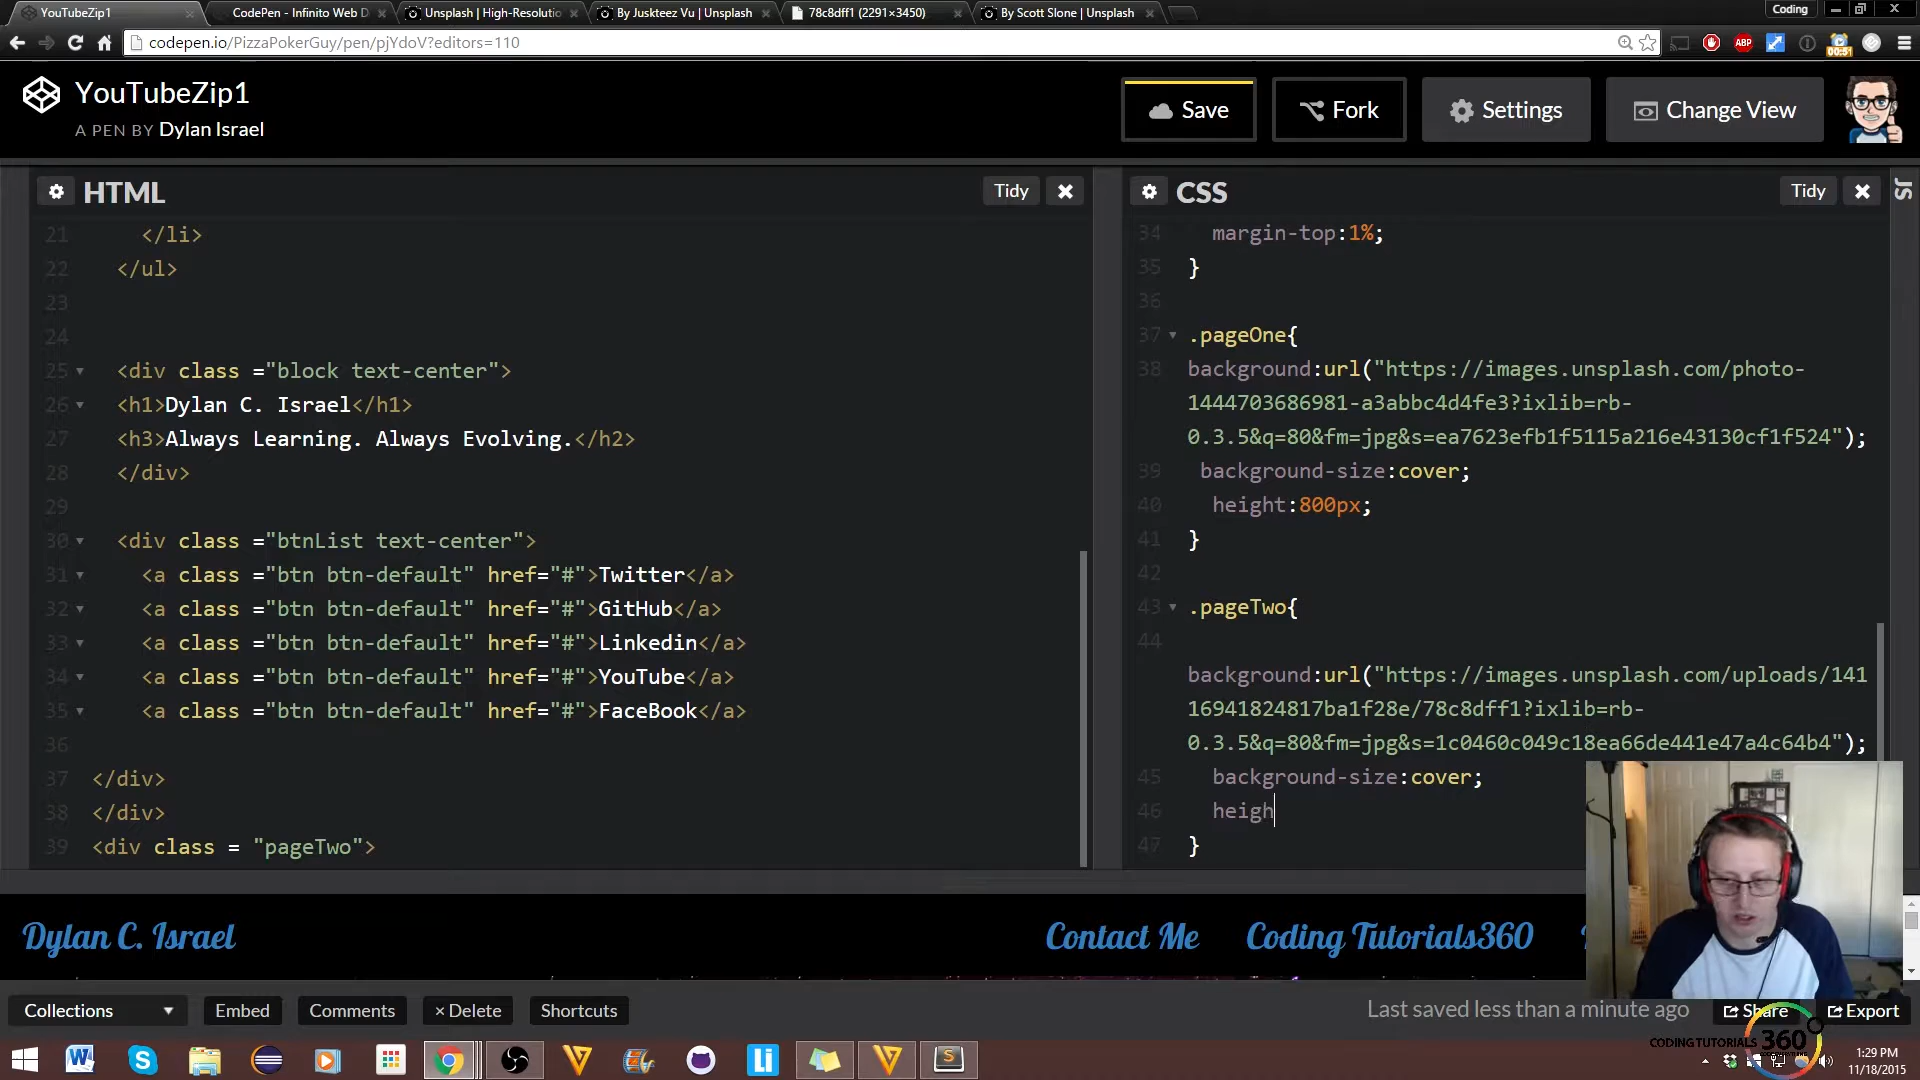 YouTubeZip1
CodePen - Infinito Web D
Unsplash | High-Resolutio
By Juskteez Vu | Unsplash
78c8dff1 (2291×3450)
By Scott Slone | Unsplash
Coding
codepen.io/PizzaPokerGuy/pen/pjYdoV?editors=110
ABP
00:51
YouTubeZip1
A PEN BY Dylan Israel
Save
Fork
Settings
Change View
HTML
Tidy
21 </li>
22 </ul>
23
24
25 <div class ="block text-center">
26 <h1>Dylan C. Israel</h1>
27 <h3>Always Learning. Always Evolving.</h2>
28 </div>
29
30 <div class ="btnList text-center">
31 <a class ="btn btn-default" href="#">Twitter</a>
32 <a class ="btn btn-default" href="#">GitHub</a>
33 <a class ="btn btn-default" href="#">Linkedin</a>
34 <a class ="btn btn-default" href="#">YouTube</a>
35 <a class ="btn btn-default" href="#">FaceBook</a>
36
37 </div>
38 </div>
39 <div class = "pageTwo">
CSS
Tidy
JS
34 margin-top:1%;
35 }
36
37 .pageOne{
38 background:url("https://images.unsplash.com/photo-
1444703686981-a3abbc4d4fe3?ixlib=rb-
0.3.5&q=80&fm=jpg&s=ea7623efb1f5115a216e43130cf1f524");
39 background-size:cover;
40 height:800px;
41 }
42
43 .pageTwo{
44
background:url("https://images.unsplash.com/uploads/141
16941824817ba1f28e/78c8dff1?ixlib=rb-
0.3.5&q=80&fm=jpg&s=1c0460c049c18ea66de441e47a4c64b4");
45 background-size:cover;
46 heigh
47 }
Dylan C. Israel
Contact Me
Coding Tutorials360
Collections
Embed
Comments
× Delete
Shortcuts
Last saved less than a minute ago
Share
Export
CODING TUTORIALS 360
1:29 PM
11/18/2015